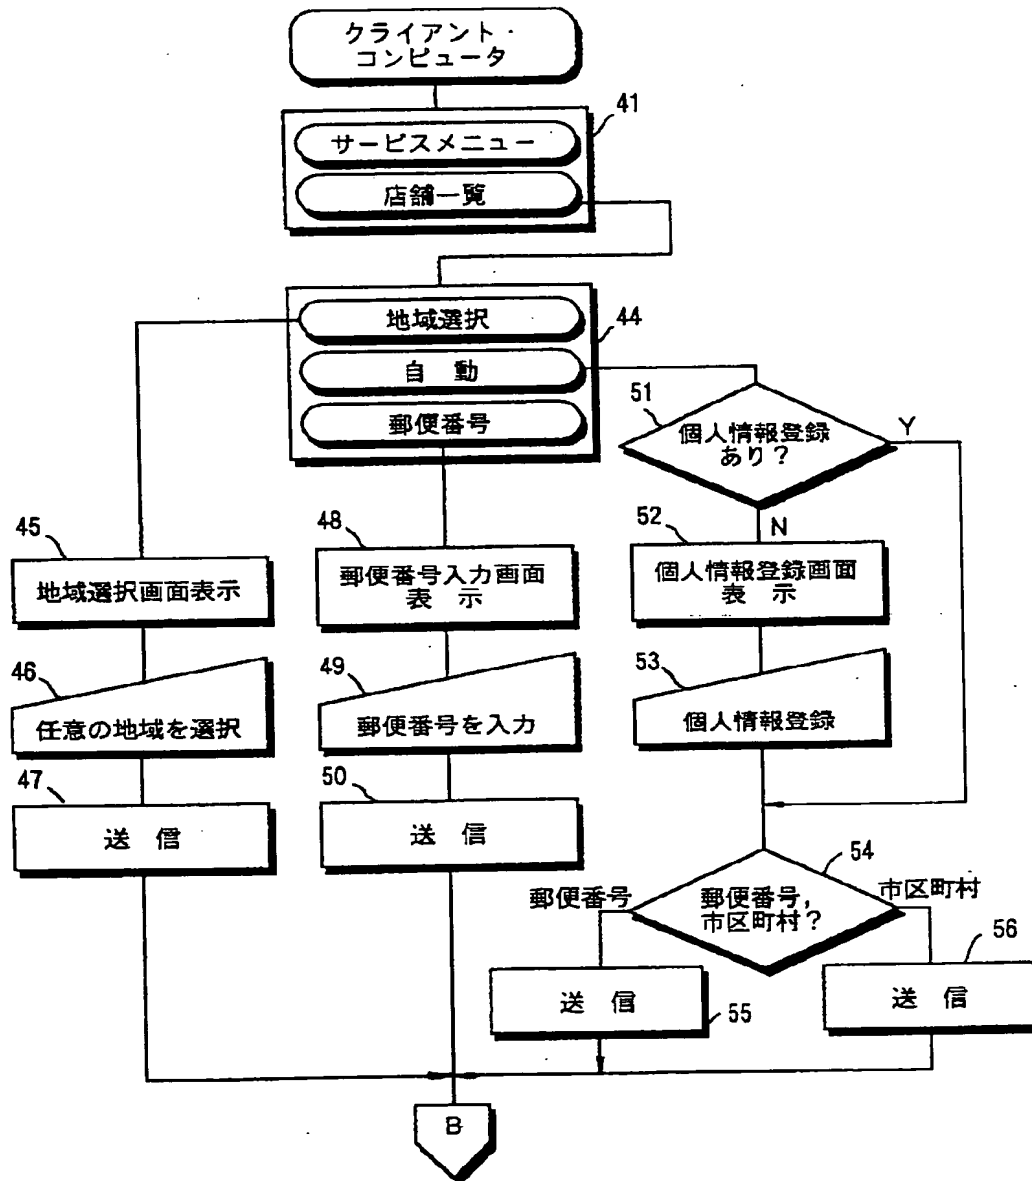 クライアント・
コンピュータ
41
サービスメニュー
店舗一覧
44
地域選択
自 動
郵便番号
51
個人情報登録
あり?
Y
N
45
地域選択画面表示
48
郵便番号入力画面
表 示
52
個人情報登録画面
表 示
46
任意の地域を選択
49
郵便番号を入力
53
個人情報登録
47
送 信
50
送 信
54
郵便番号
郵便番号,
市区町村?
市区町村
55
送 信
56
送 信
B